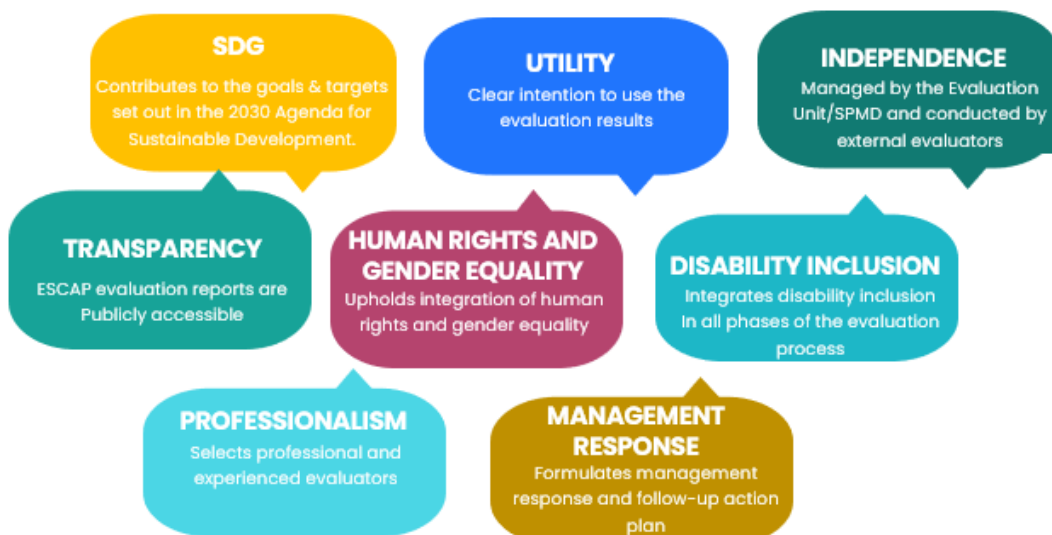 SDG
Contributes to the goals & targets
set out in the 2030 Agenda for
Sustainable Development.
UTILITY
Clear intention to use the
evaluation results
INDEPENDENCE
Managed by the Evaluation
Unit/SPMD and conducted by
external evaluators
TRANSPARENCY
ESCAP evaluation reports are
Publicly accessible
HUMAN RIGHTS AND
GENDER EQUALITY
Upholds integration of human
rights and gender equality
DISABILITY INCLUSION
Integrates disability inclusion
In all phases of the evaluation
process
PROFESSIONALISM
Selects professional and
experienced evaluators
MANAGEMENT
RESPONSE
Formulates management
response and follow-up action
plan